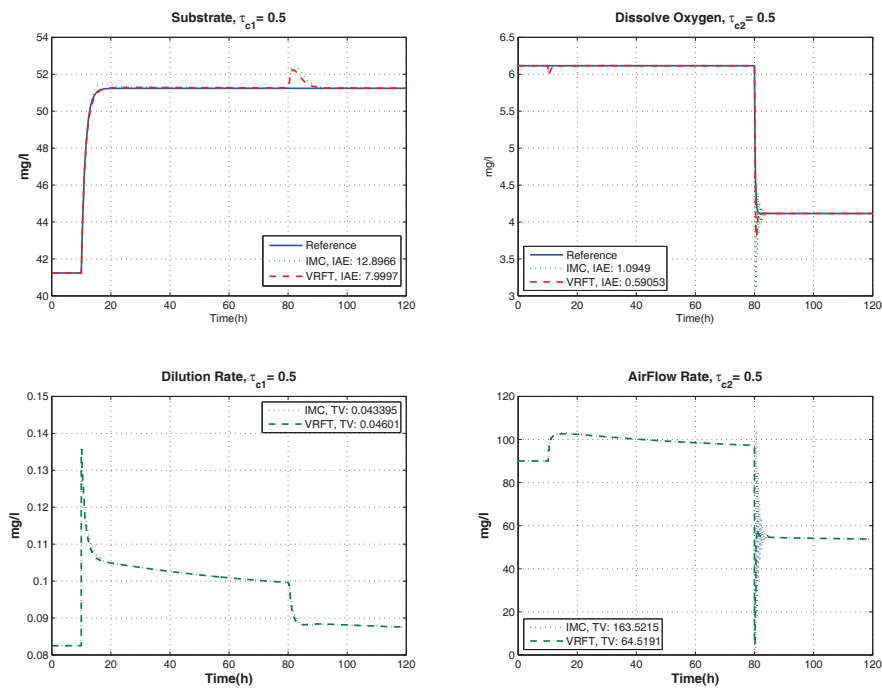 Substrate, τc1= 0.5
54
52
50
48
46
44
42
40
mg/l
Reference
IMC, IAE: 12.8966
VRFT, IAE: 7.9997
0 20 40 60 80 100 120
Time(h)
Dissolve Oxygen, τc2= 0.5
6.5
6
5.5
5
4.5
4
3.5
3
mg/l
Reference
IMC, IAE: 1.0949
VRFT, IAE: 0.59053
0 20 40 60 80 100 120
Time(h)
Dilution Rate, τc1= 0.5
0.15
0.14
0.13
0.12
0.11
0.1
0.09
0.08
mg/l
IMC, TV: 0.043395
VRFT, TV: 0.04601
0 20 40 60 80 100 120
Time(h)
AirFlow Rate, τc2= 0.5
120
100
80
60
40
20
0
mg/l
IMC, TV: 163.5215
VRFT, TV: 64.5191
0 20 40 60 80 100 120
Time(h)